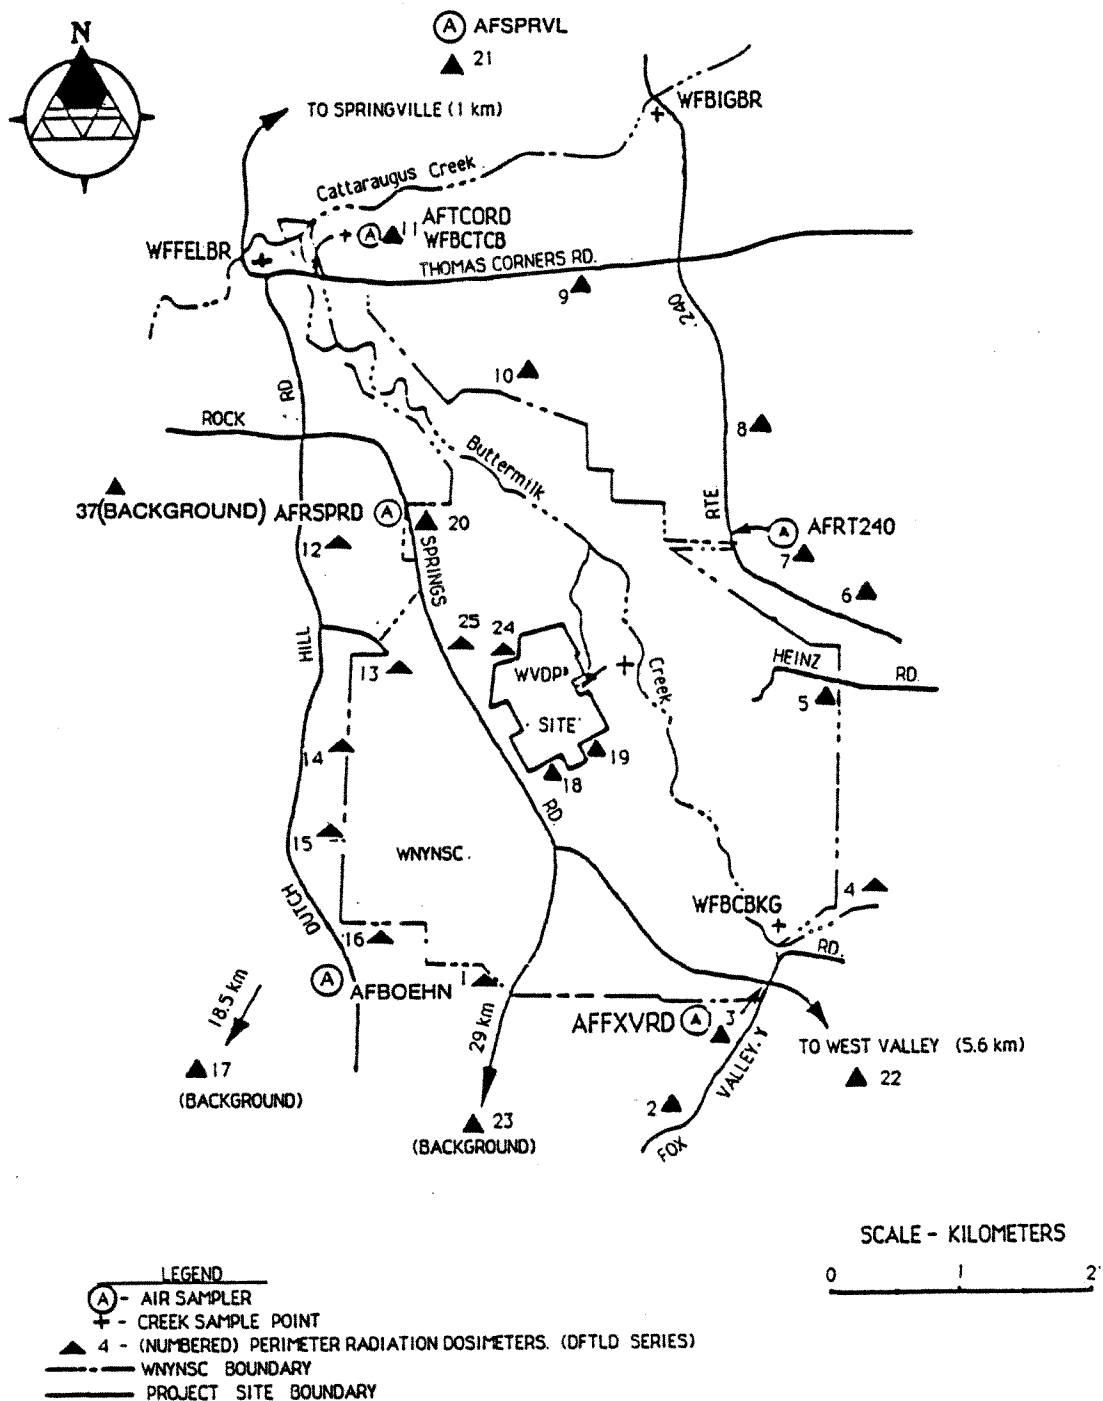 N
A AFSPRVL
21
TO SPRINGVILLE (1 km)
WFBIGBR
Cattaraugus Creek
A 11 AFTCORD
WFBCTCB
WFFELBR
THOMAS CORNERS RD.
9
240
10
RD
ROCK
8
Buttermilk
RTE.
37(BACKGROUND) AFRSPRD A
20
A AFRT240
7
12
SPRINGS
6
25
24
HILL
13
WVDP
Creek
HEINZ
RD.
5
SITE
14
19
18
RD.
15
WNYNSC.
DUTCH
4
WFBCBKG
16
RD.
A AFBOEHN
1
18.5 km
29 km
AFFXVRD A
3
TO WEST VALLEY (5.6 km)
22
17
(BACKGROUND)
VALLEY.Y
2
23
(BACKGROUND)
FOX
SCALE - KILOMETERS
0 1 2
LEGEND
A - AIR SAMPLER
+ - CREEK SAMPLE POINT
4 - (NUMBERED) PERIMETER RADIATION DOSIMETERS. (DFTLD SERIES)
WNYNSC BOUNDARY
PROJECT SITE BOUNDARY